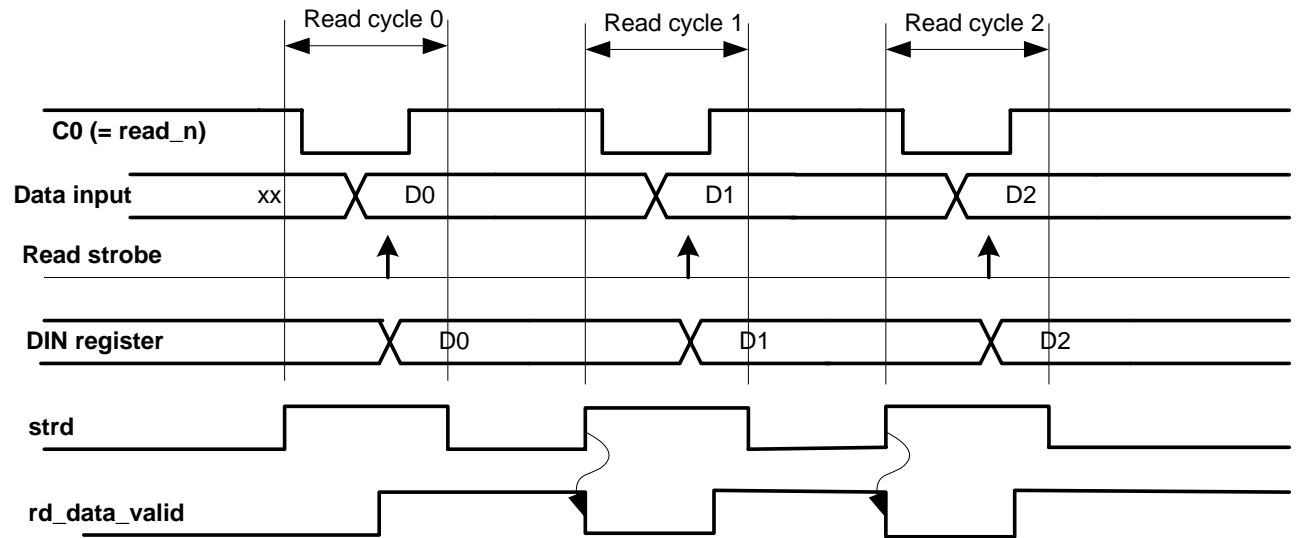 Read cycle 0
Read cycle 1
Read cycle 2
C0 (= read_n)
Data input
xx
D0
D1
D2
Read strobe
DIN register
D0
D1
D2
strd
rd_data_valid